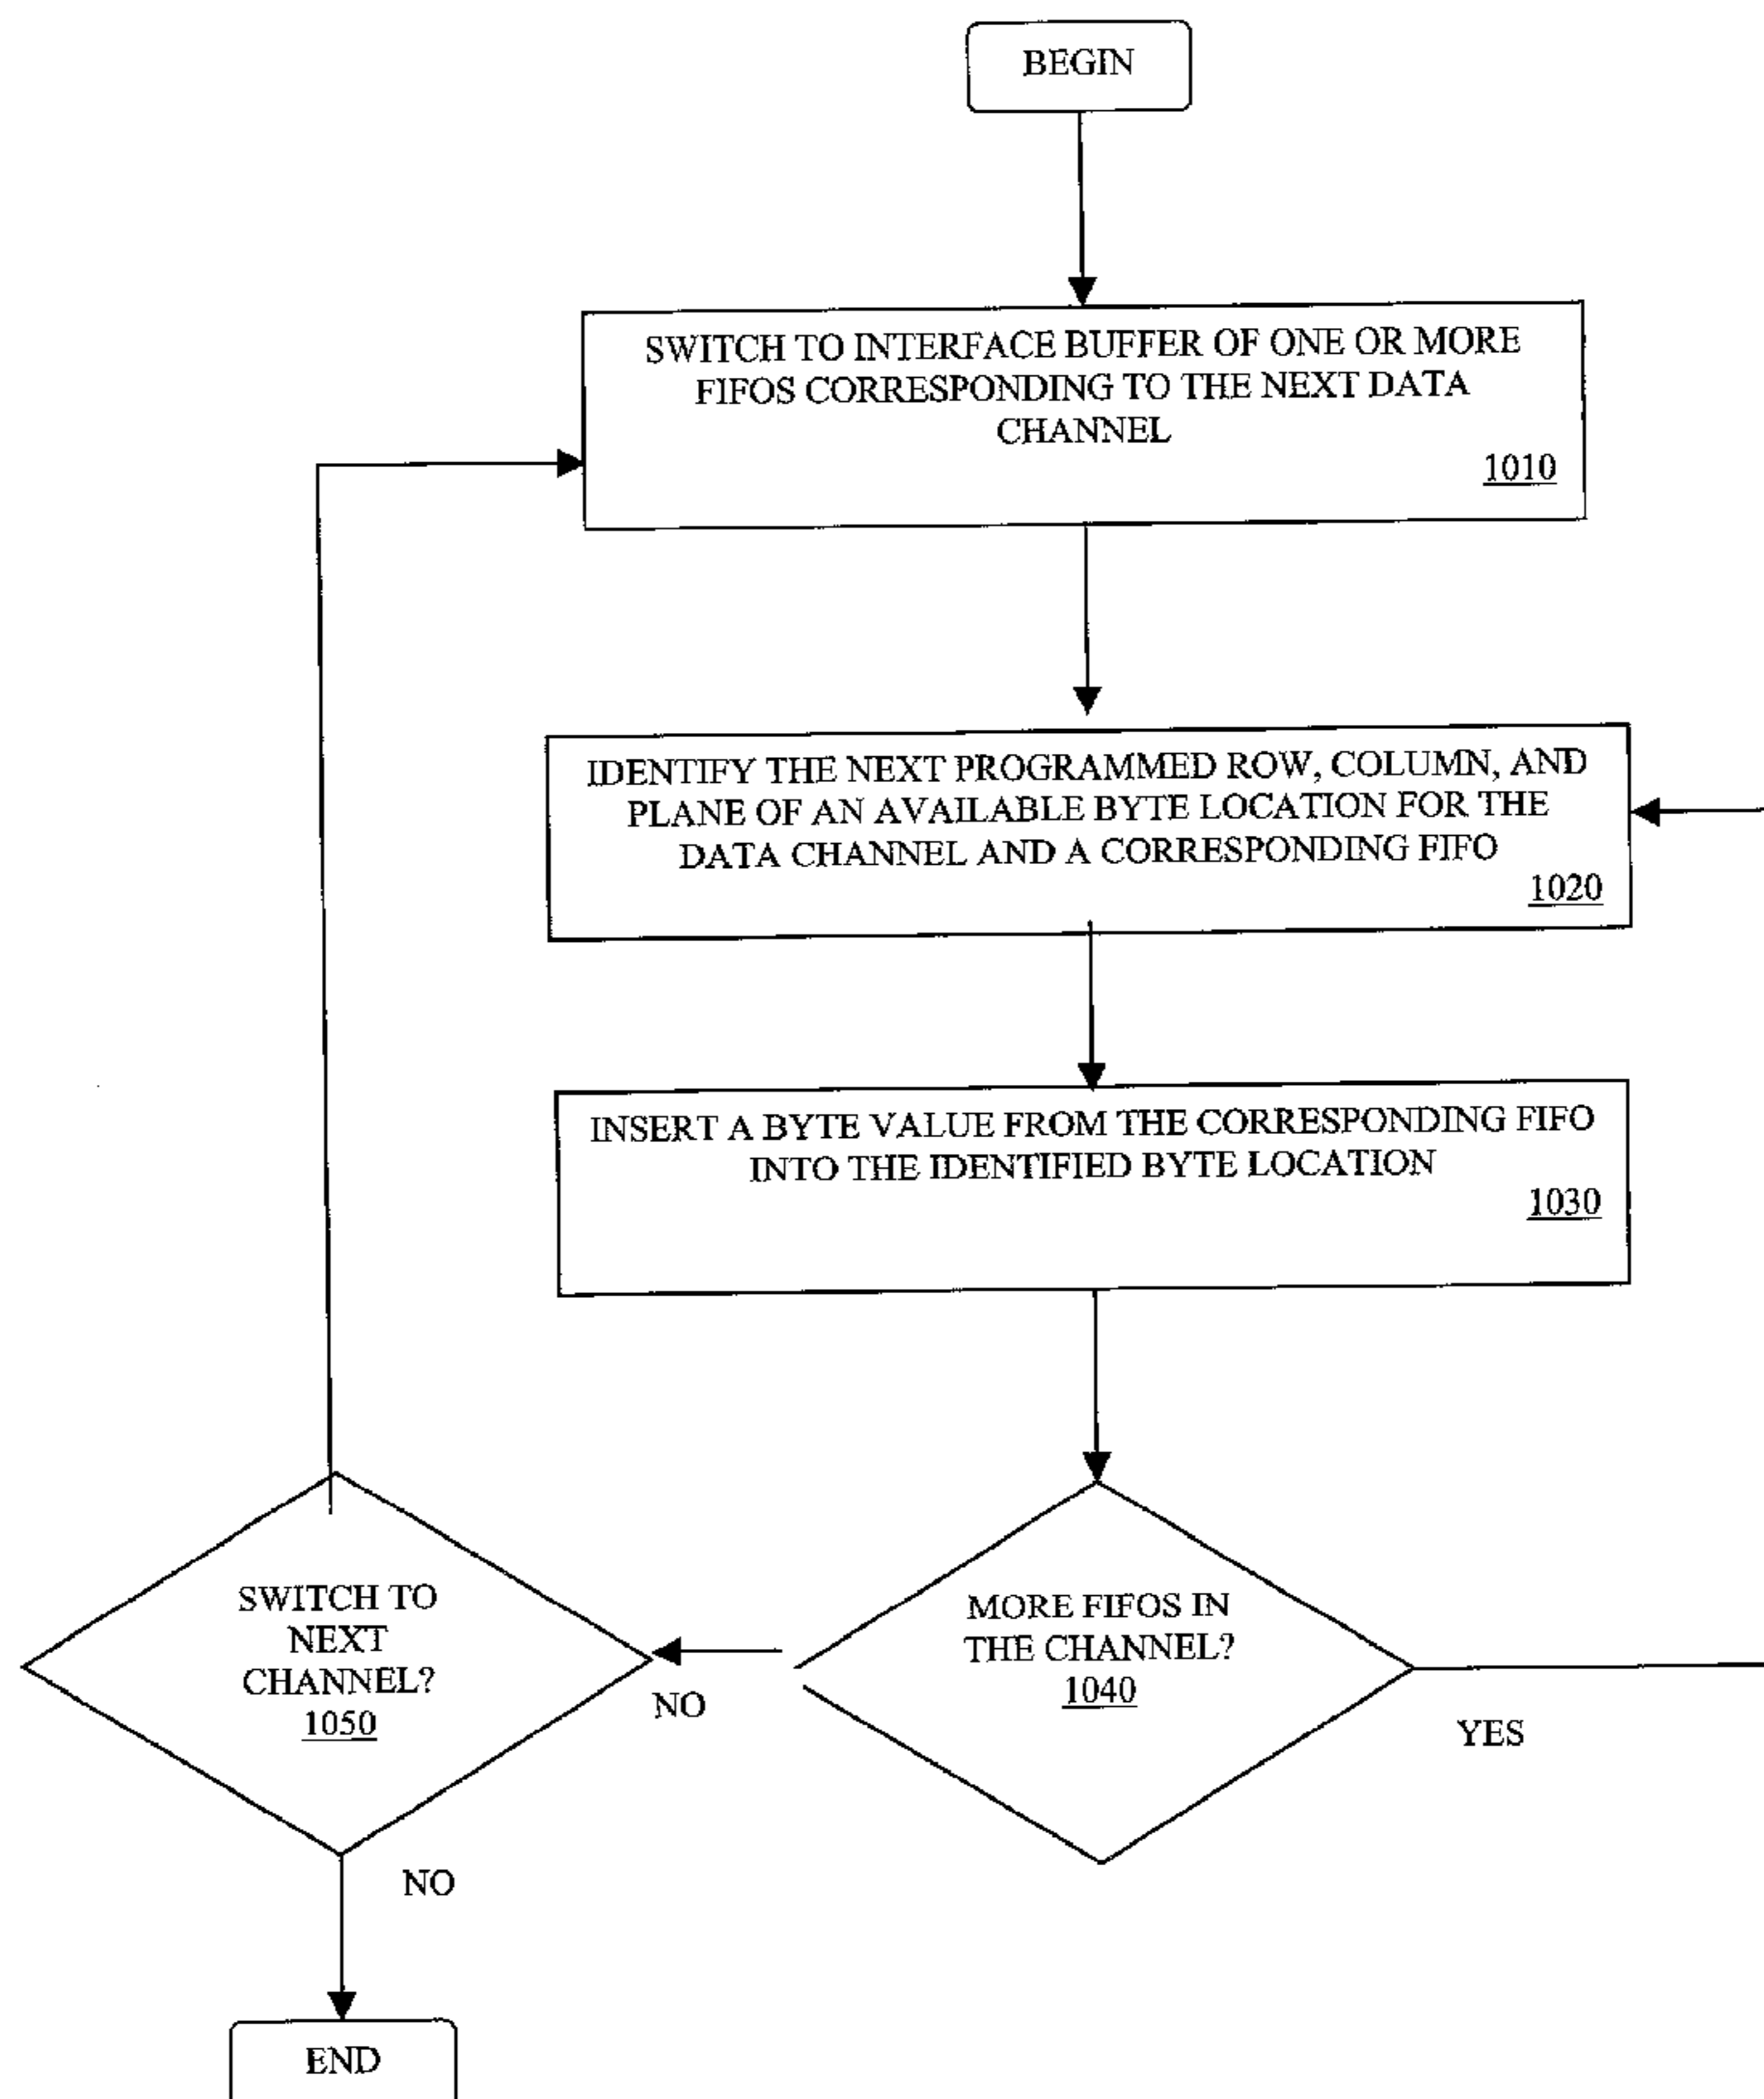 BEGIN
SWITCH TO INTERFACE BUFFER OF ONE OR MORE
FIFOS CORRESPONDING TO THE NEXT DATA
CHANNEL
1010
IDENTIFY THE NEXT PROGRAMMED ROW, COLUMN, AND
PLANE OF AN AVAILABLE BYTE LOCATION FOR THE
DATA CHANNEL AND A CORRESPONDING FIFO
1020
INSERT A BYTE VALUE FROM THE CORRESPONDING FIFO
INTO THE IDENTIFIED BYTE LOCATION
1030
MORE FIFOS IN
THE CHANNEL?
1040
YES
NO
SWITCH TO
NEXT
CHANNEL?
1050
NO
END